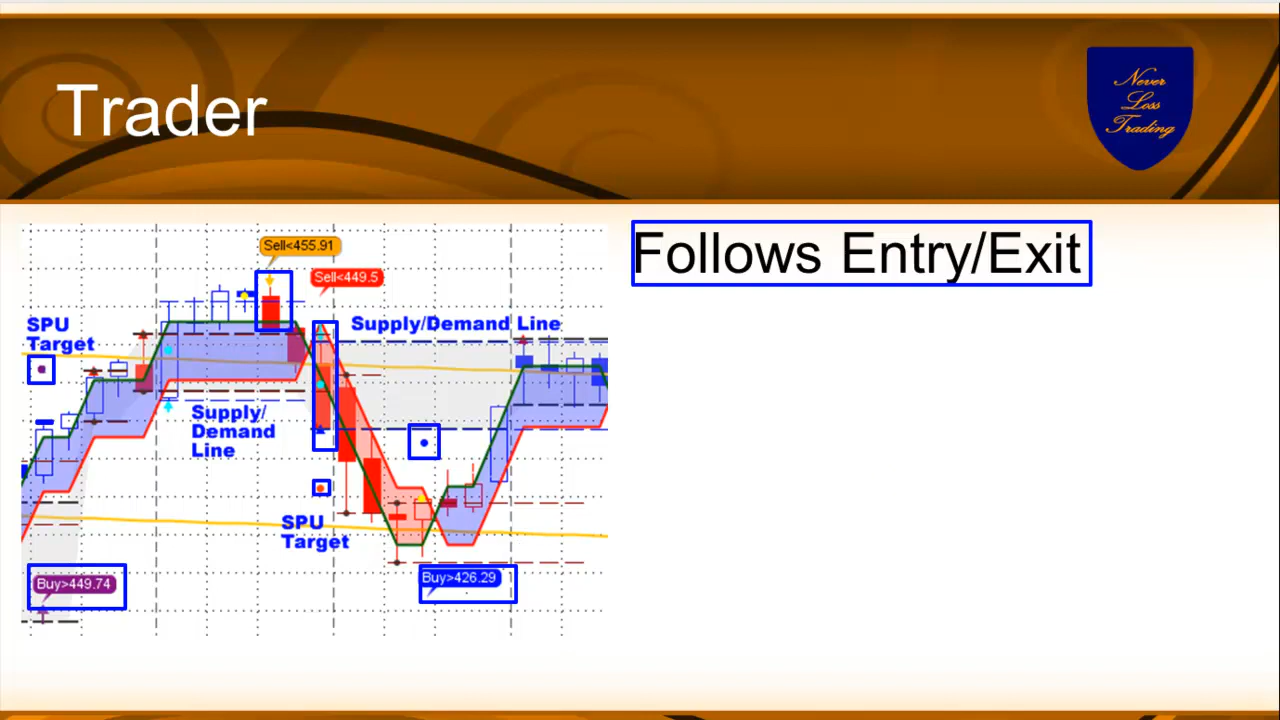 Trader
Never
Loss
Trading
Follows Entry/Exit
Sell<455.91
Sell<449.5
SPU
Target
Supply/Demand Line
Supply/
Demand
Line
SPU
Target
Buy>449.74
Buy>426.29